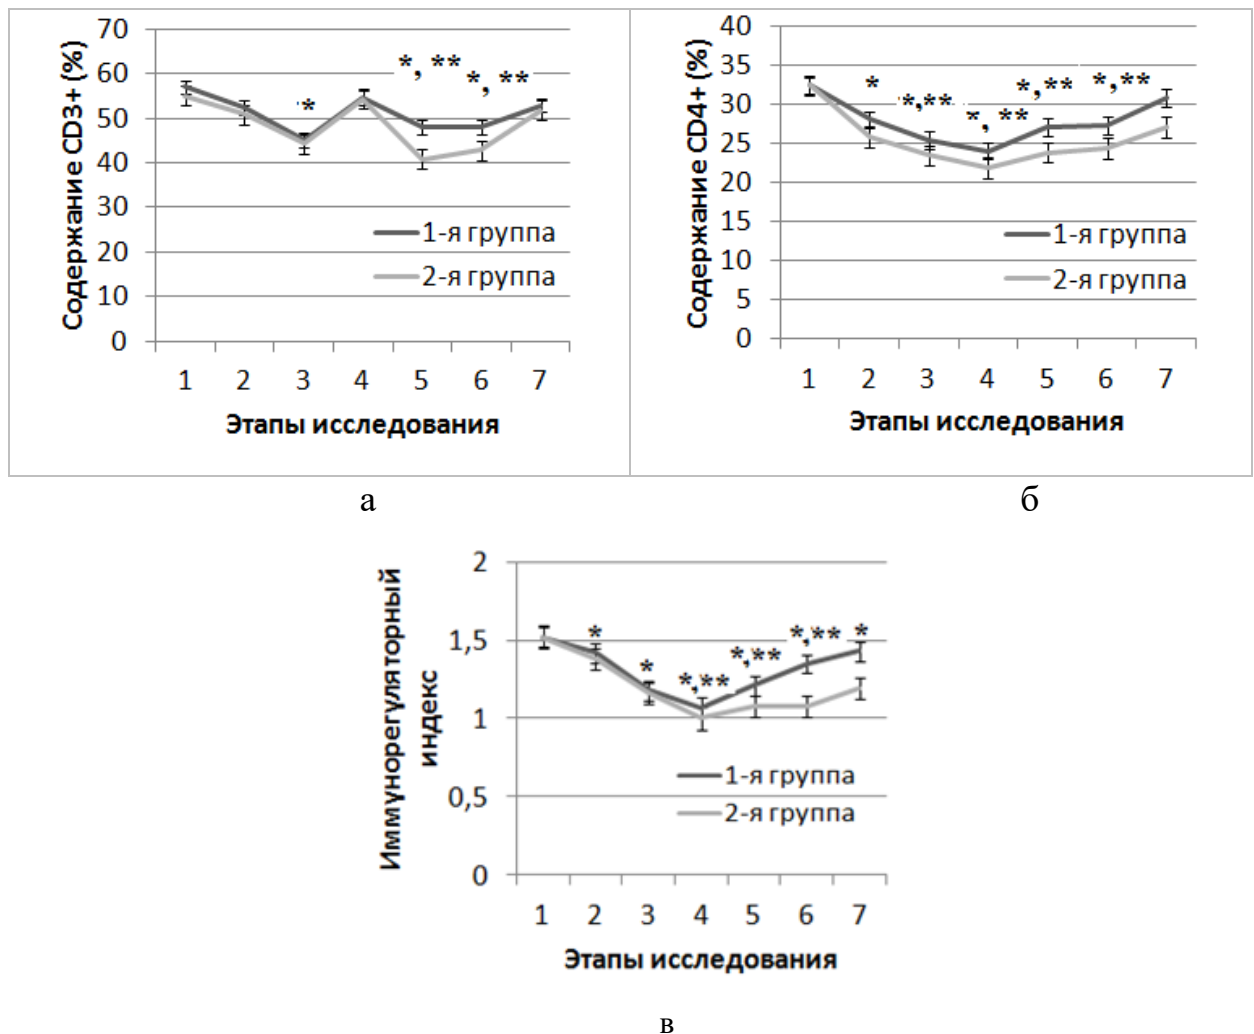 Содержание CD3+ (%)
70
60
50
40
30
20
10
0
*
*, **
*, **
1-я группа
2-я группа
1 2 3 4 5 6 7
Этапы исследования
а
Содержание CD4+ (%)
40
35
30
25
20
15
10
5
0
*
*,**
*, **
*,**
*,**
1-я группа
2-я группа
1 2 3 4 5 6 7
Этапы исследования
б
Иммунорегуляторный
индекс
2
1,5
1
0,5
0
*
*
*,**
*,**
*,**
*
1-я группа
2-я группа
1 2 3 4 5 6 7
Этапы исследования
в